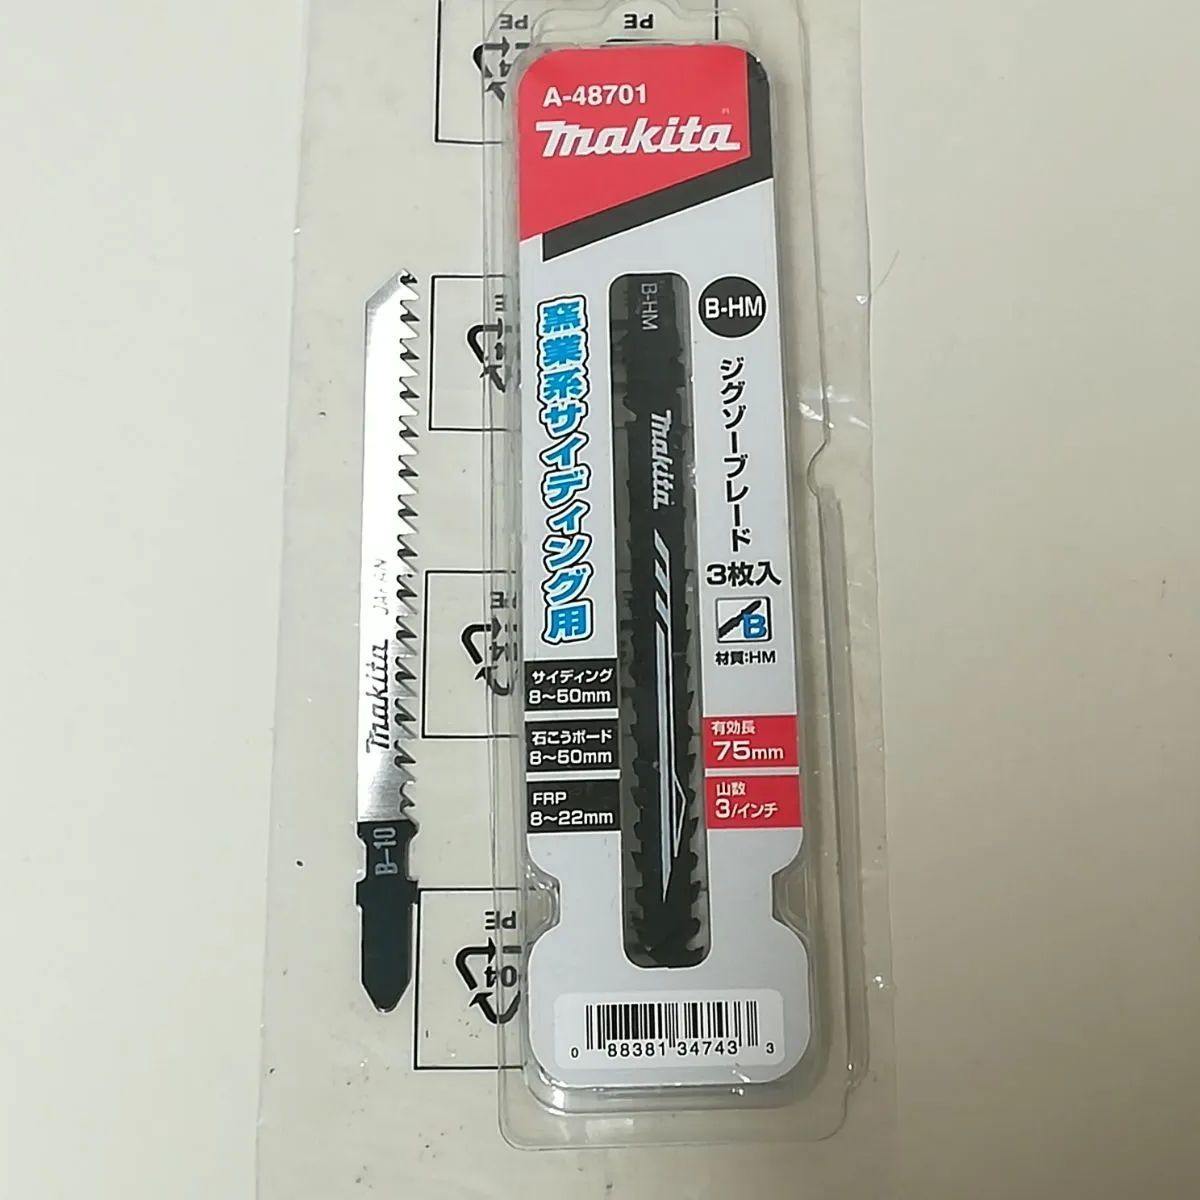 A-48701
makita
B-HM
窯業系サイディング用
B-HM
makita
ジグソーブレード
3枚入
B
材質:HM
サイディング
8〜50mm
石こうボード
8〜50mm
FRP
8〜22mm
有効長
75mm
山数
3/インチ
0 88381 34743 3
makita
JAPAN
B-10
PE
PE
PE
PE
04